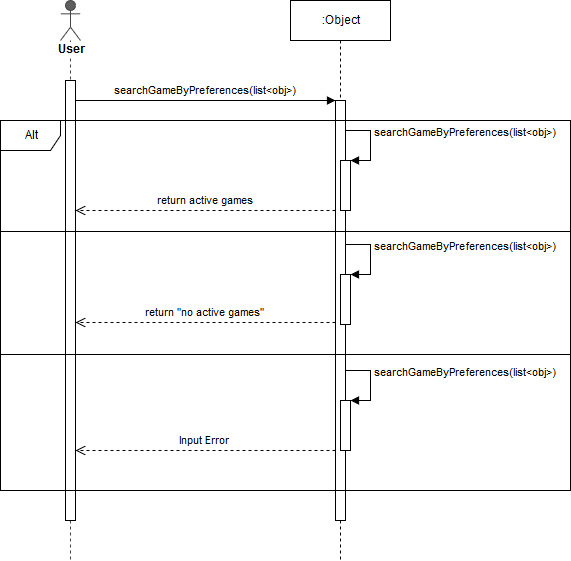 :Object
User
searchGameByPreferences(list<obj>)
Alt
searchGameByPreferences(list<obj>)
return active games
searchGameByPreferences(list<obj>)
return "no active games"
searchGameByPreferences(list<obj>)
Input Error